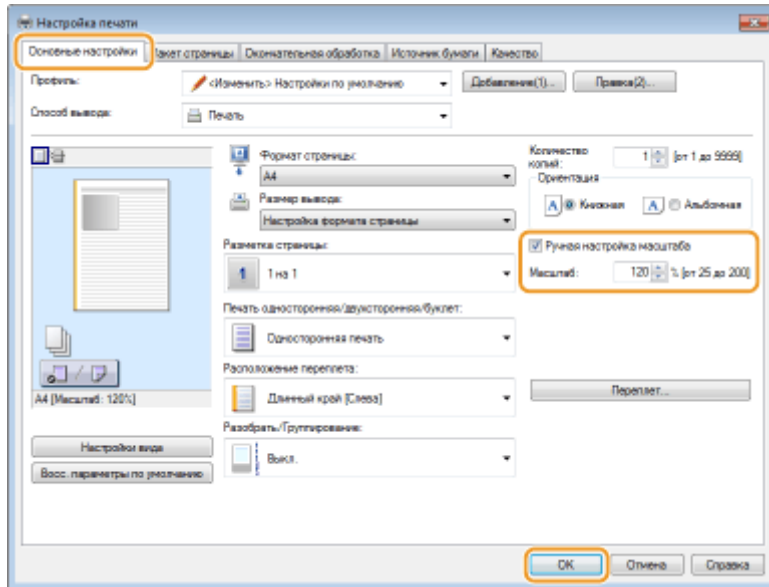 Настройка печати
Основные настройки Макет страницы Окончательная обработка Источник бумаги Качество
Профиль: <Изменить> Настройки по умолчанию Добавление(1)... Правка(2)...
Способ вывода: Печать
Формат страницы:
A4
Размер вывода:
Настройка формата страницы
Разметка страницы:
1 1 на 1
Печать односторонняя/двухсторонняя/буклет:
Односторонняя печать
Расположение переплета:
Длинный край [Слева]
Разобрать/Группирование:
Выкл.
Количество копий: 1 [от 1 до 9999]
Ориентация
A Книжная A Альбомная
Ручная настройка масштаба
Масштаб: 120 % [от 25 до 200]
Переплет...
A4 [Масштаб: 120%]
Настройки вида
Восс. параметры по умолчанию
OK Отмена Справка